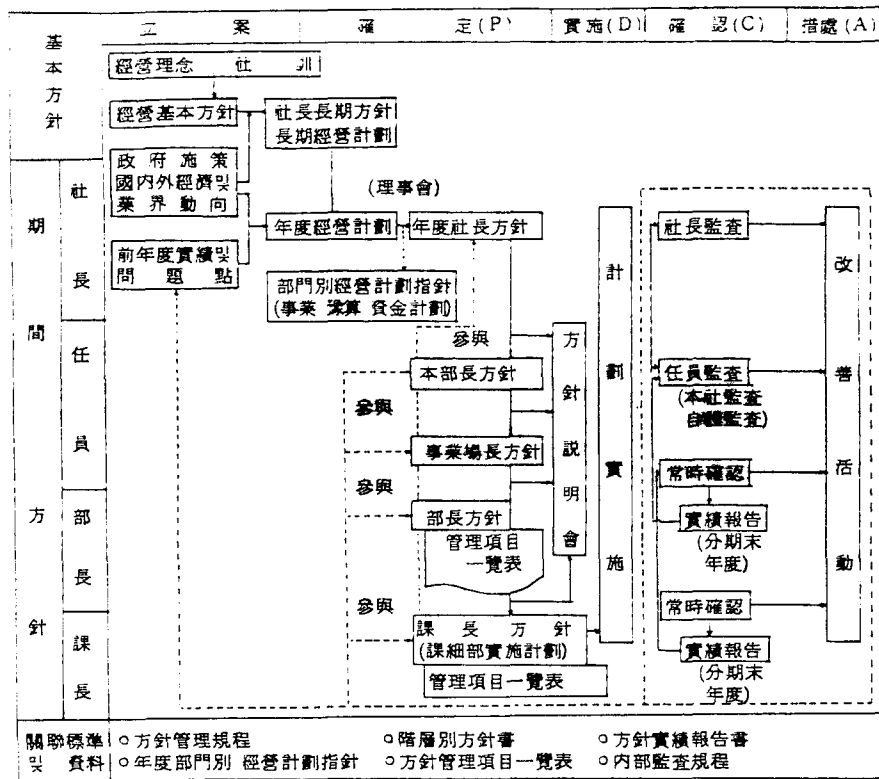 立案 確定(P) 實施(D) 確認(C) 措處(A)
基本方針
經營理念 社訓
經營基本方針
社長長期方針
長期經營計劃
期間方針
社長
政府施策
國內外經濟및
業界動向
(理事會)
年度經營計劃
年度社長方針
前年度實績및
問題點
部門別經營計劃指針
(事業 豫算 資金計劃)
計劃實施
社長監査
改善活動
任員
參與
方針說明會
本部長方針
任員監査
(本社監査
自體監査)
參與
事業場長方針
常時確認
部長
參與
部長方針
實績報告
(分期末
年度)
管理項目
一覽表
常時確認
課長
參與
課長方針
(課細部實施計劃)
實績報告
(分期末
年度)
管理項目一覽表
關聯標準
및 資料
○方針管理規程 ○階層別方針書 ○方針實績報告書
○年度部門別 經營計劃指針 ○方針管理項目一覽表 ○內部監査規程